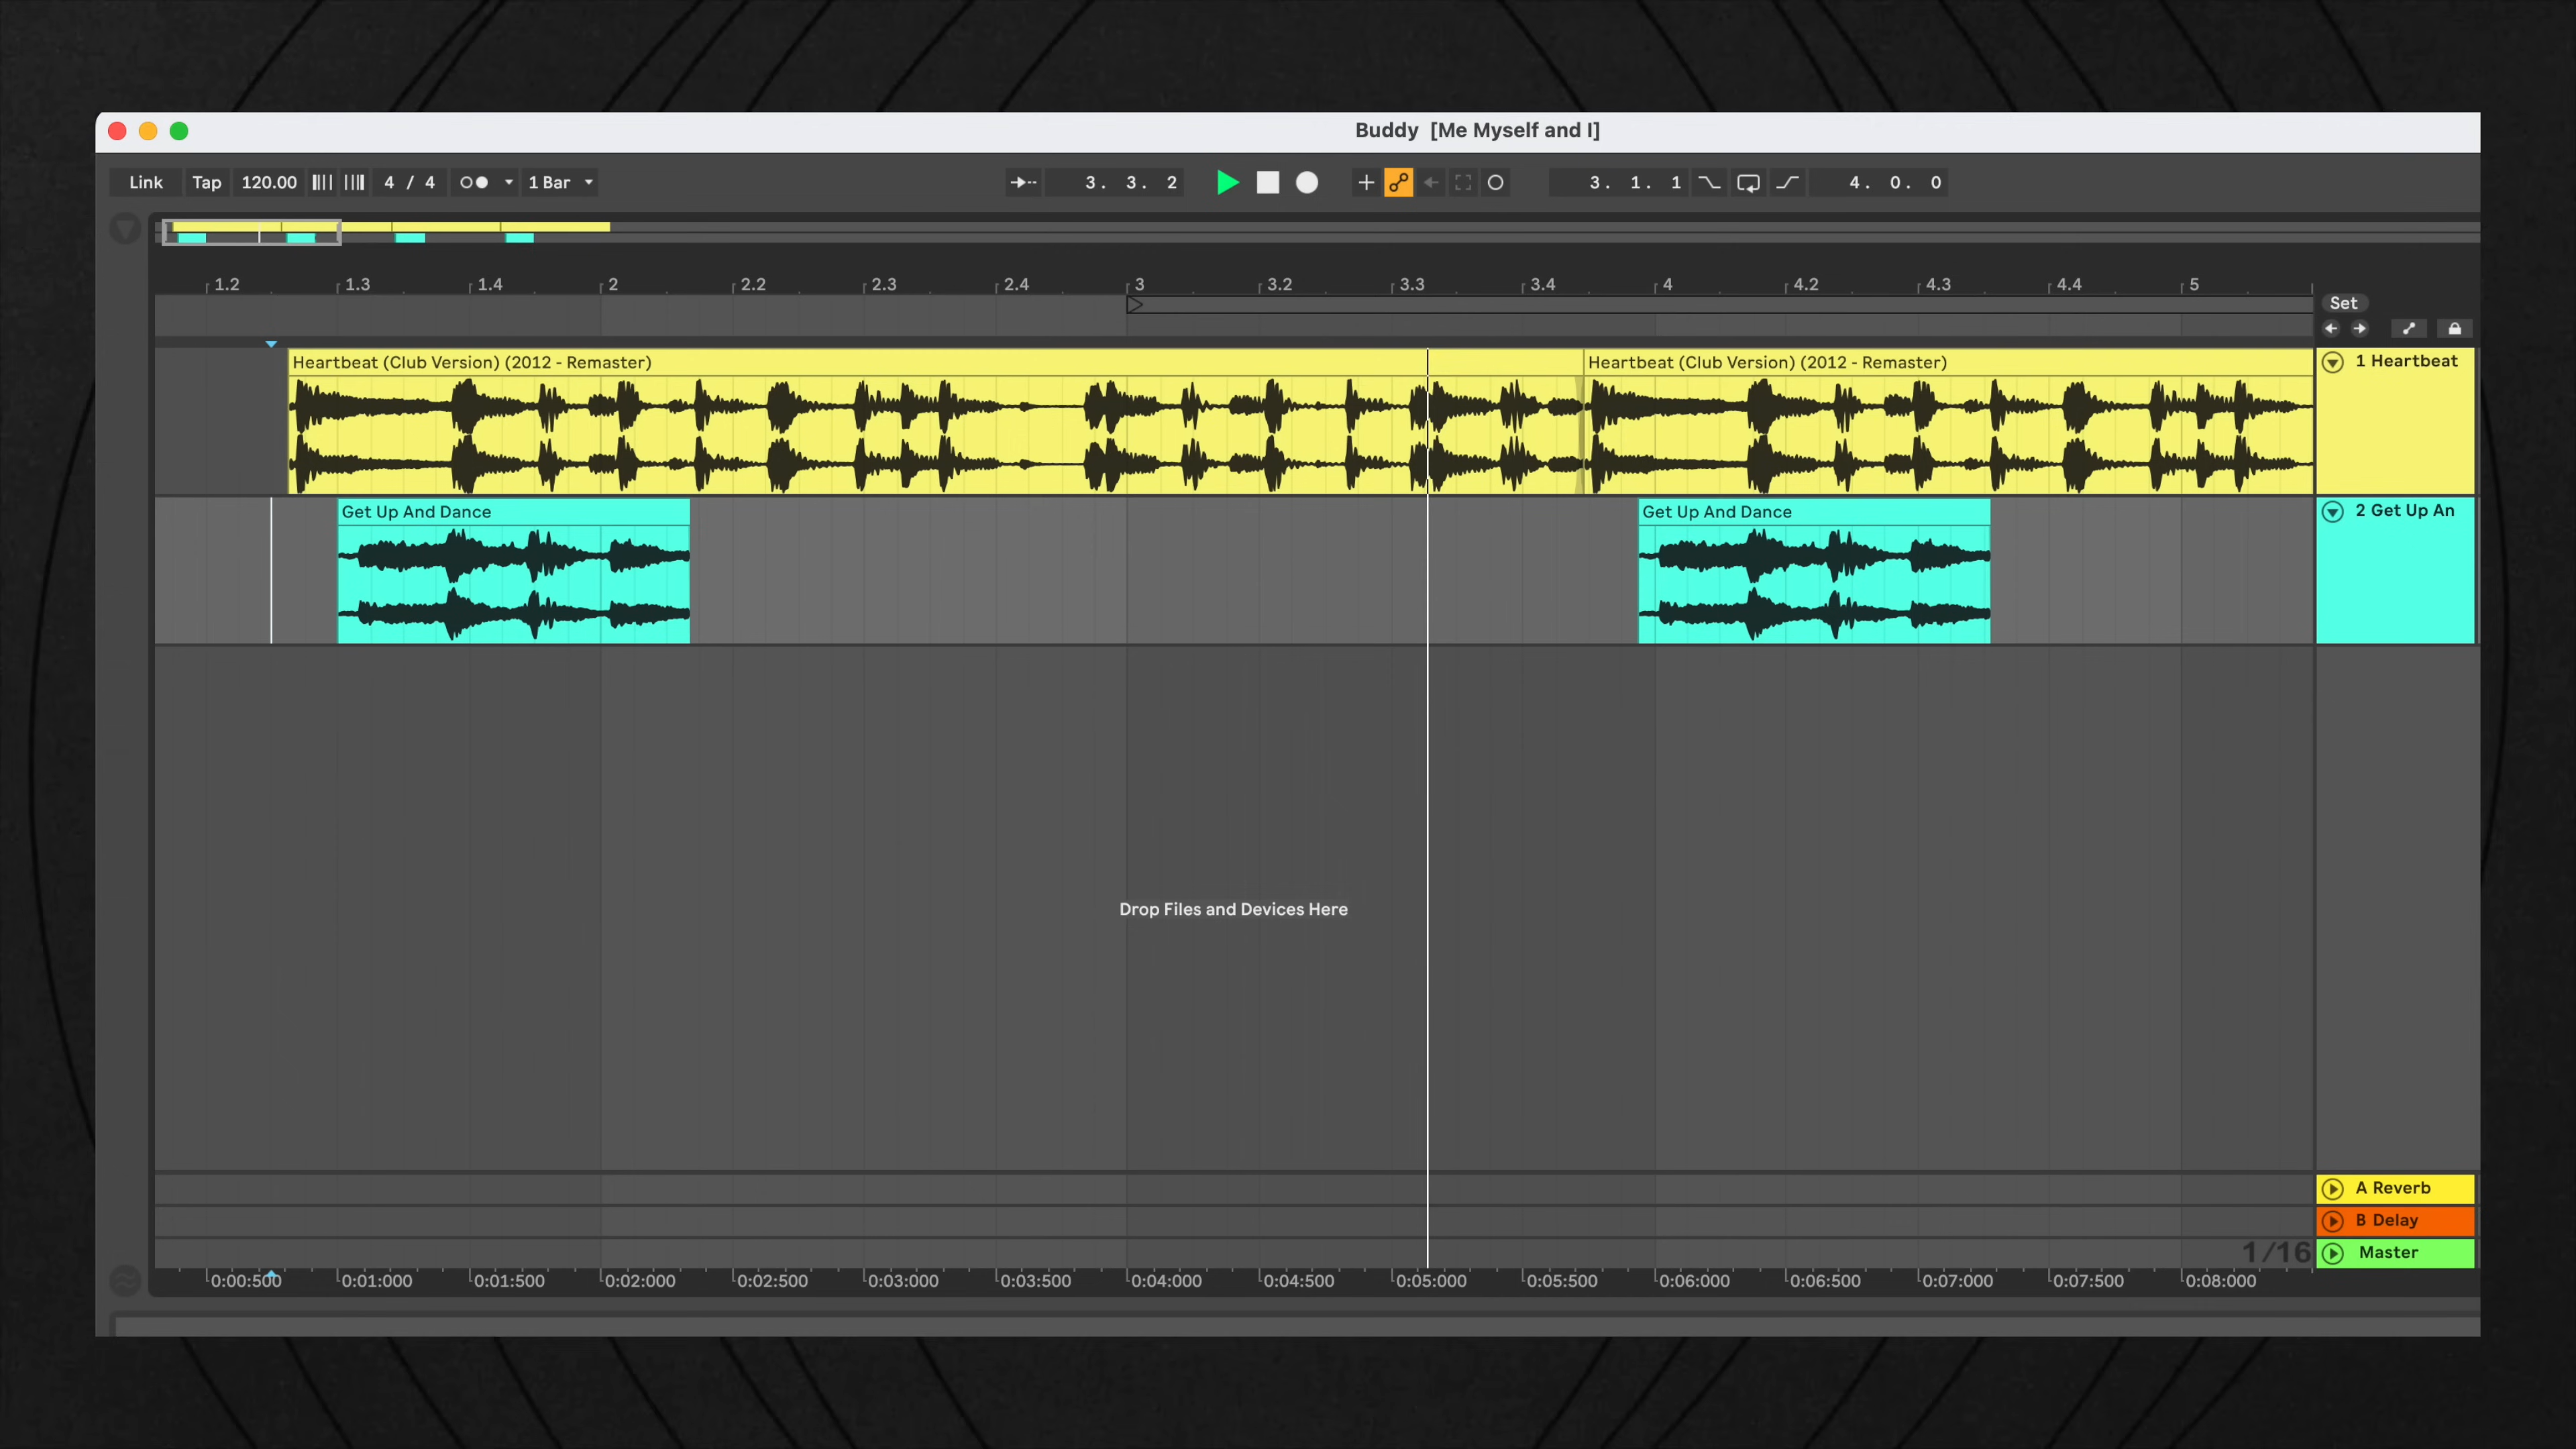 Buddy [Me Myself and I]
Link Tap 120.00 4 / 4 1 Bar 3. 3. 2 3. 1. 1 4. 0. 0
1.2 1.3 1.4 2 2.2 2.3 2.4 3 3.2 3.3 3.4 4 4.2 4.3 4.4 5
Set
Heartbeat (Club Version) (2012 - Remaster) Heartbeat (Club Version) (2012 - Remaster) 1 Heartbeat
Get Up And Dance Get Up And Dance 2 Get Up An
Drop Files and Devices Here
A Reverb
B Delay
1/16 Master
0:00:500 0:01:000 0:01:500 0:02:000 0:02:500 0:03:000 0:03:500 0:04:000 0:04:500 0:05:000 0:05:500 0:06:000 0:06:500 0:07:000 0:07:500 0:08:000